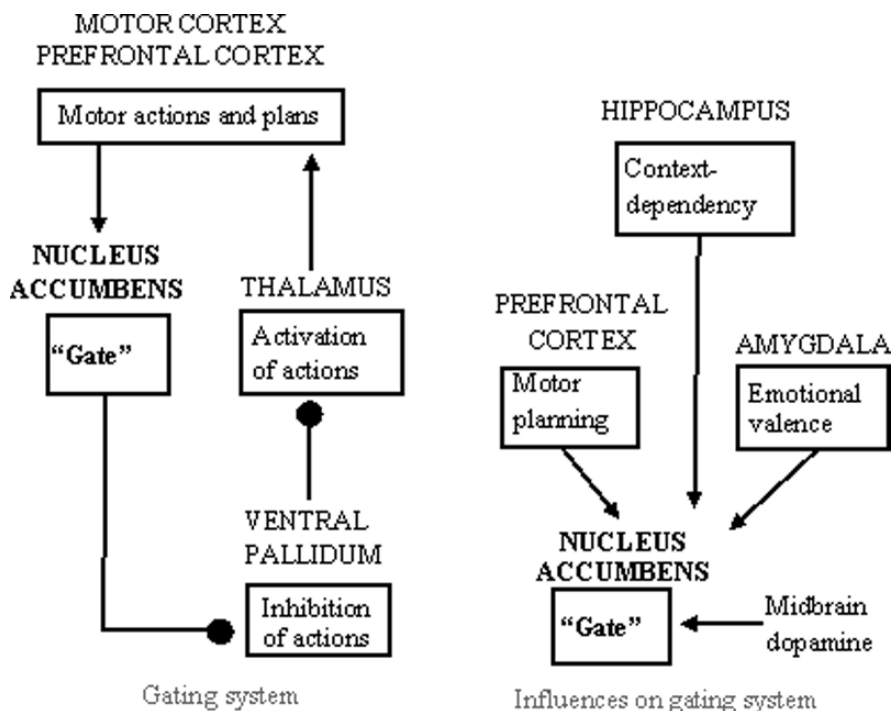 MOTOR CORTEX
PREFRONTAL CORTEX
Motor actions and plans
NUCLEUS
ACCUMBENS
“Gate”
THALAMUS
Activation
of actions
VENTRAL
PALLIDUM
Inhibition
of actions
Gating system
HIPPOCAMPUS
Context-
dependency
PREFRONTAL
CORTEX
Motor
planning
AMYGDALA
Emotional
valence
NUCLEUS
ACCUMBENS
“Gate”
Midbrain
dopamine
Influences on gating system